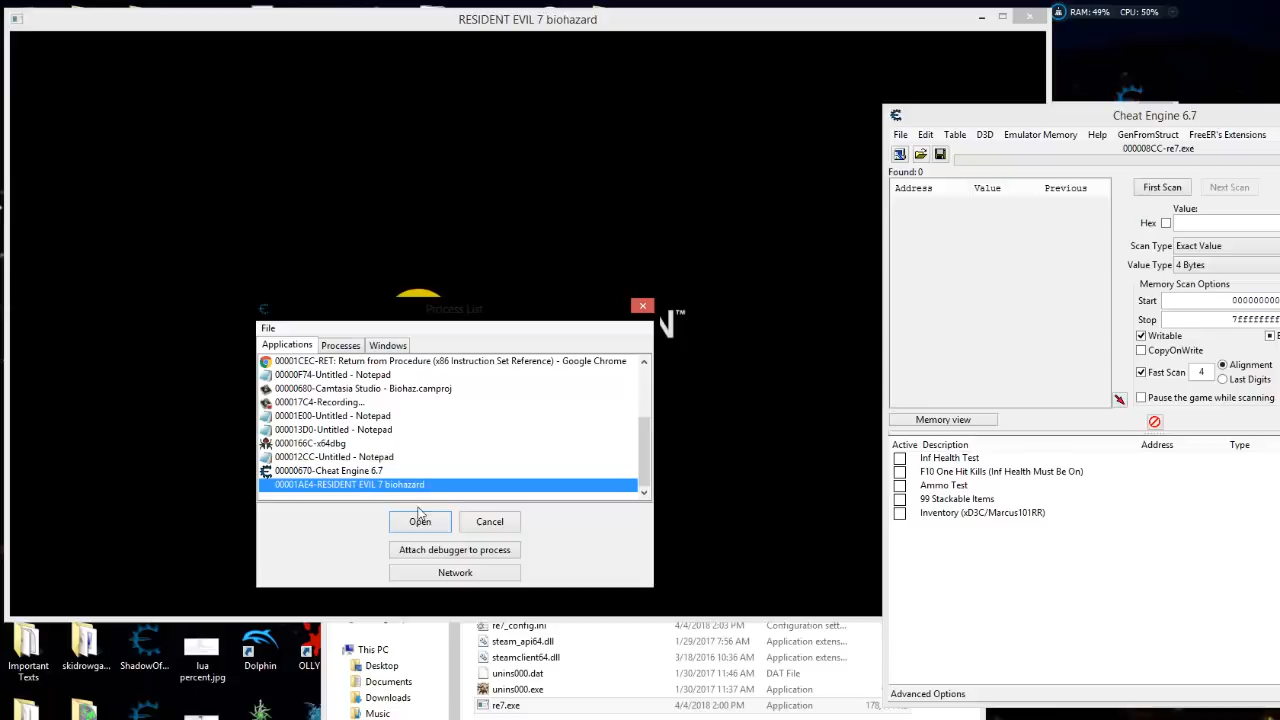 RESIDENT EVIL 7 biohazard
RAM: 49% CPU: 50%
Cheat Engine 6.7
File Edit Table D3D Emulator Memory Help GenFromStruct FreeER's Extensions
000008CC-re7.exe
Found: 0
Address Value Previous
First Scan Next Scan
Value:
Hex
Scan Type Exact Value
Value Type 4 Bytes
Memory Scan Options
Start 000000000
Stop 7fffffffff
Writable
CopyOnWrite
Fast Scan 4 Alignment
Last Digits
Pause the game while scanning
Memory view
Active Description Address Type
Inf Health Test
F10 One Hit Kills (Inf Health Must Be On)
Ammo Test
99 Stackable Items
Inventory (xD3C/Marcus101RR)
Advanced Options
N™
Process List
File
Applications Processes Windows
00001CEC-RET: Return from Procedure (x86 Instruction Set Reference) - Google Chrome
00000F74-Untitled - Notepad
00000680-Camtasia Studio - Biohaz.camproj
000017C4-Recording...
00001E00-Untitled - Notepad
000013D0-Untitled - Notepad
0000166C-x64dbg
000012CC-Untitled - Notepad
00000670-Cheat Engine 6.7
00001AE4-RESIDENT EVIL 7 biohazard
Open Cancel
Attach debugger to process
Network
Important Texts
skidrowga...
ShadowOf...
lua percent.jpg
Dolphin
OLLY
This PC
Desktop
Documents
Downloads
Music
re7_config.ini 4/4/2018 2:03 PM Configuration sett...
steam_api64.dll 1/29/2017 7:56 AM Application extens...
steamclient64.dll 3/18/2016 10:36 AM Application extens...
unins000.dat 1/30/2017 11:46 AM DAT File
unins000.exe 1/30/2017 11:37 AM Application
re7.exe 4/4/2018 2:00 PM Application